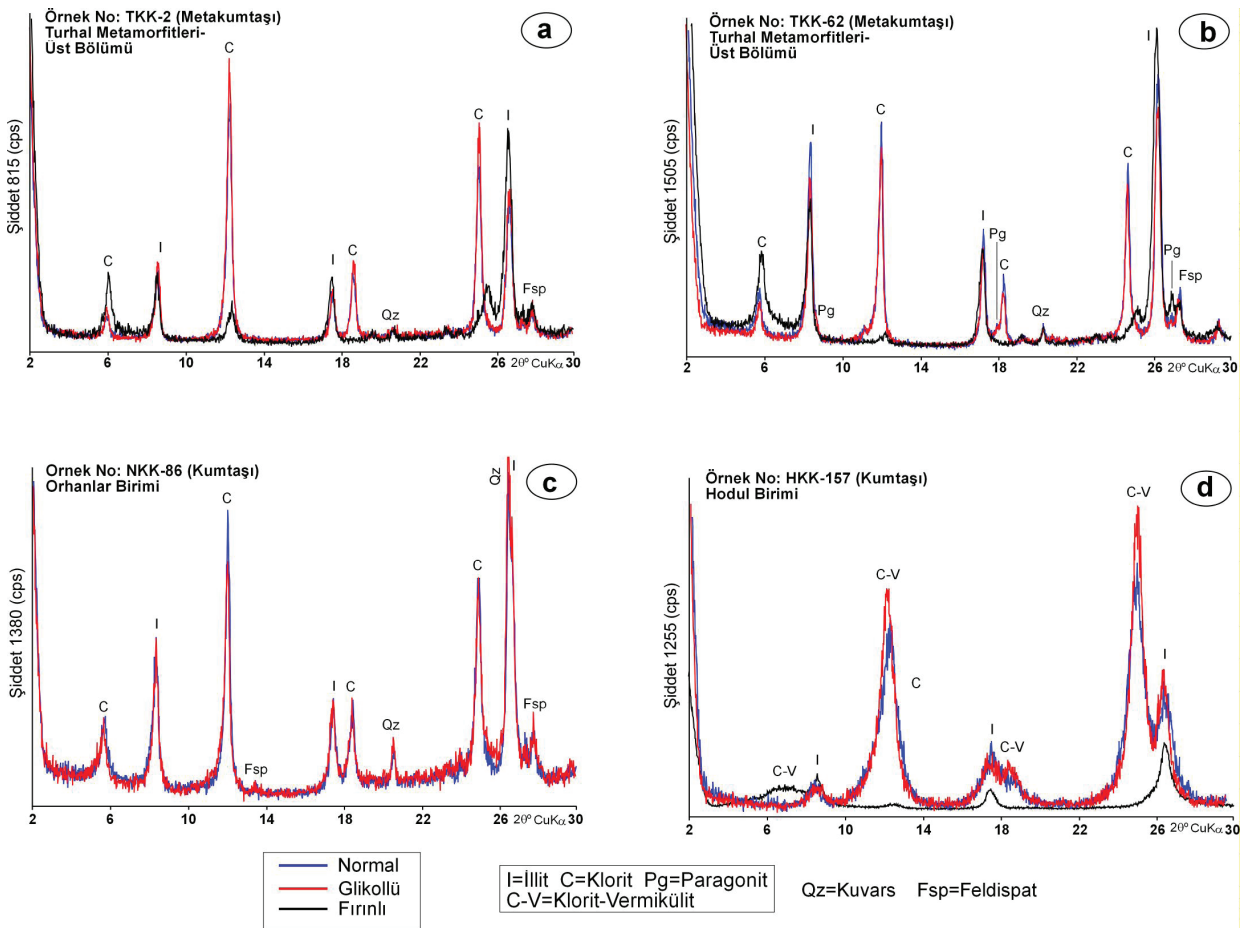 Örnek No: TKK-2 (Metakumtaşı)
Turhal Metamorfitleri-
Üst Bölümü
a
Şiddet 815 (cps)
C
I
C
I
C
Qz
C
I
Fsp
2 6 10 14 18 22 26 30
2θº CuKα
Örnek No: TKK-62 (Metakumtaşı)
Turhal Metamorfitleri-
Üst Bölümü
b
Şiddet 1505 (cps)
C
I
Pg
C
I
Pg
C
Qz
C
I
Pg
Fsp
2 6 10 14 18 22 26 30
2θº CuKα
Ornek No: NKK-86 (Kumtaşı)
Orhanlar Birimi
c
Şiddet 1380 (cps)
C
I
C
Fsp
I
C
Qz
C
Qz
I
Fsp
2 6 10 14 18 22 26 30
2θº CuKα
Örnek No: HKK-157 (Kumtaşı)
Hodul Birimi
d
Şiddet 1255 (cps)
C-V
I
C-V
C
I
C-V
C-V
I
2 6 10 14 18 22 26 30
2θº CuKα
Normal
Glikollü
Fırınlı
I=İllit C=Klorit Pg=Paragonit
C-V=Klorit-Vermikülit
Qz=Kuvars Fsp=Feldispat